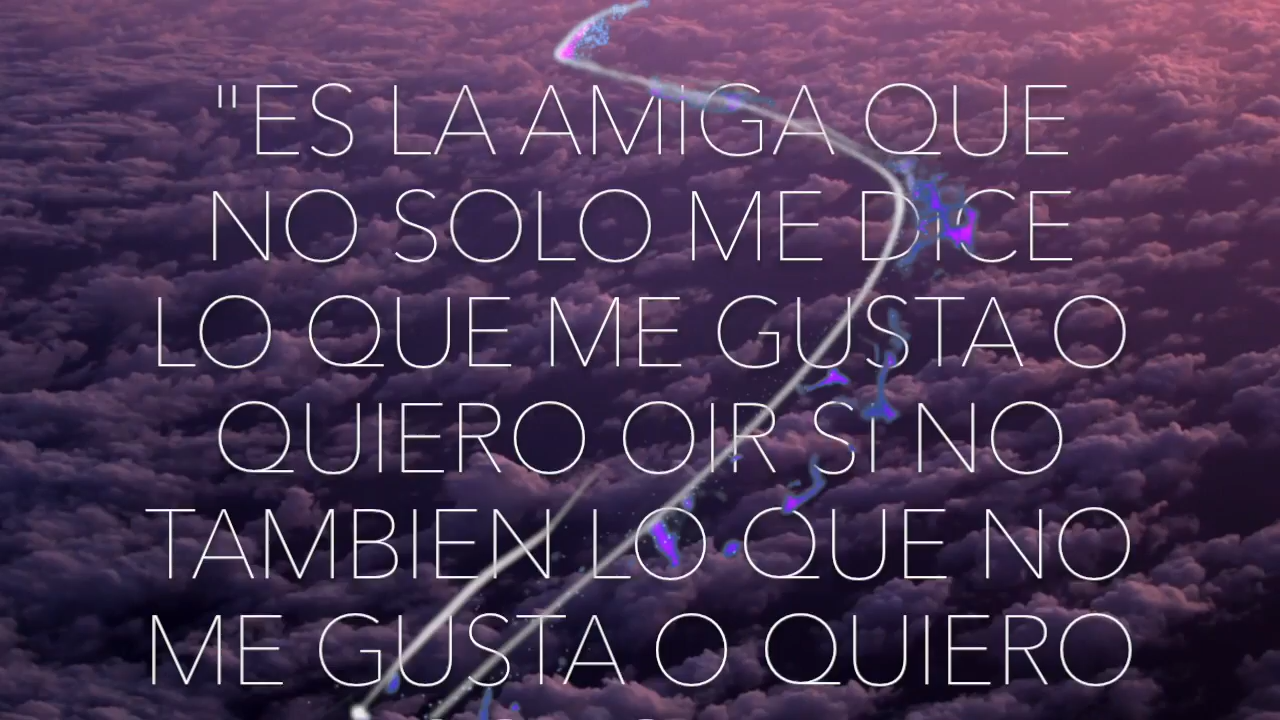 "ES LA AMIGA QUE
NO SOLO ME DICE
LO QUE ME GUSTA O
QUIERO OIR SI NO
TAMBIEN LO QUE NO
ME GUSTA O QUIERO